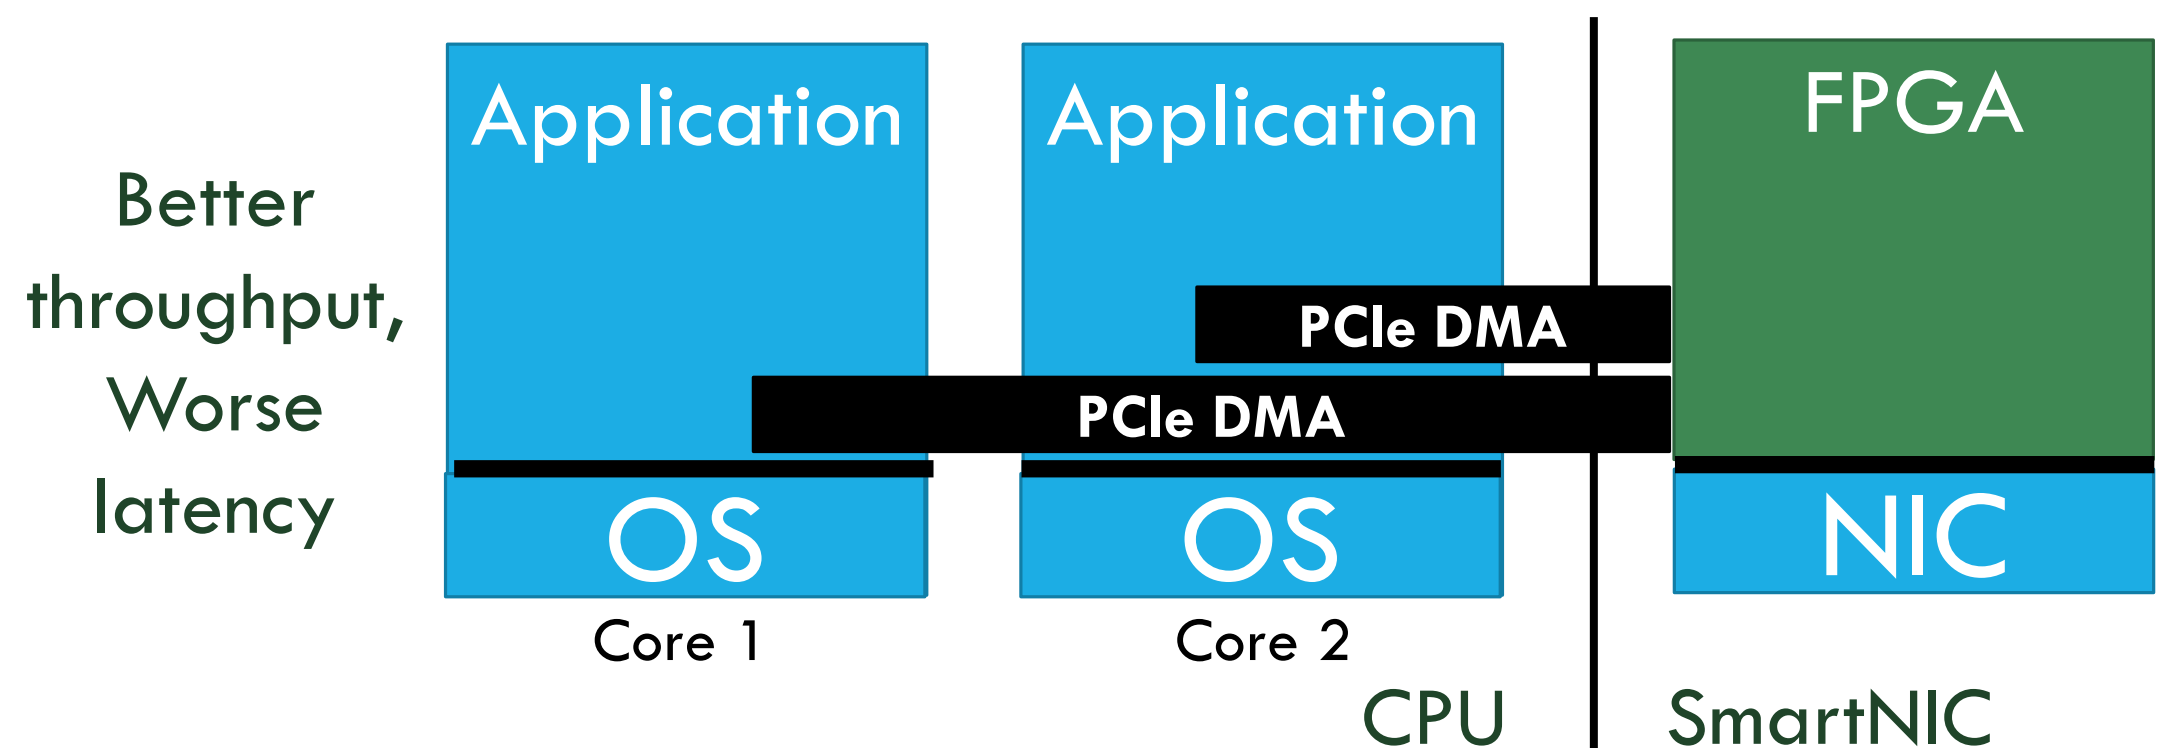 Better
throughput,
Worse
latency
Application
OS
Core 1
Application
OS
Core 2
PCIe DMA
PCIe DMA
CPU
FPGA
NIC
SmartNIC